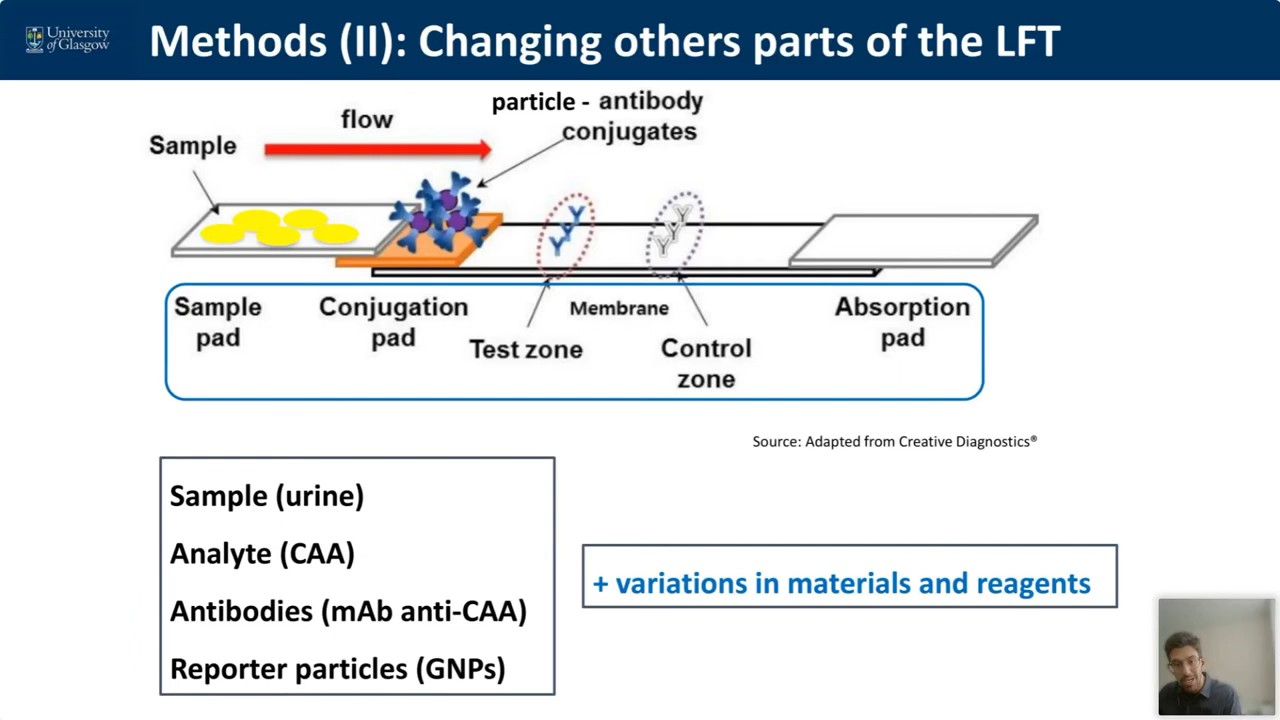 University
of Glasgow
Methods (II): Changing others parts of the LFT
particle - antibody
conjugates
flow
Sample
Y
Y
Y
Y
Y
Y
Sample
pad
Conjugation
pad
Test zone
Membrane
Control
zone
Absorption
pad
Source: Adapted from Creative Diagnostics®
Sample (urine)
Analyte (CAA)
Antibodies (mAb anti-CAA)
Reporter particles (GNPs)
+ variations in materials and reagents